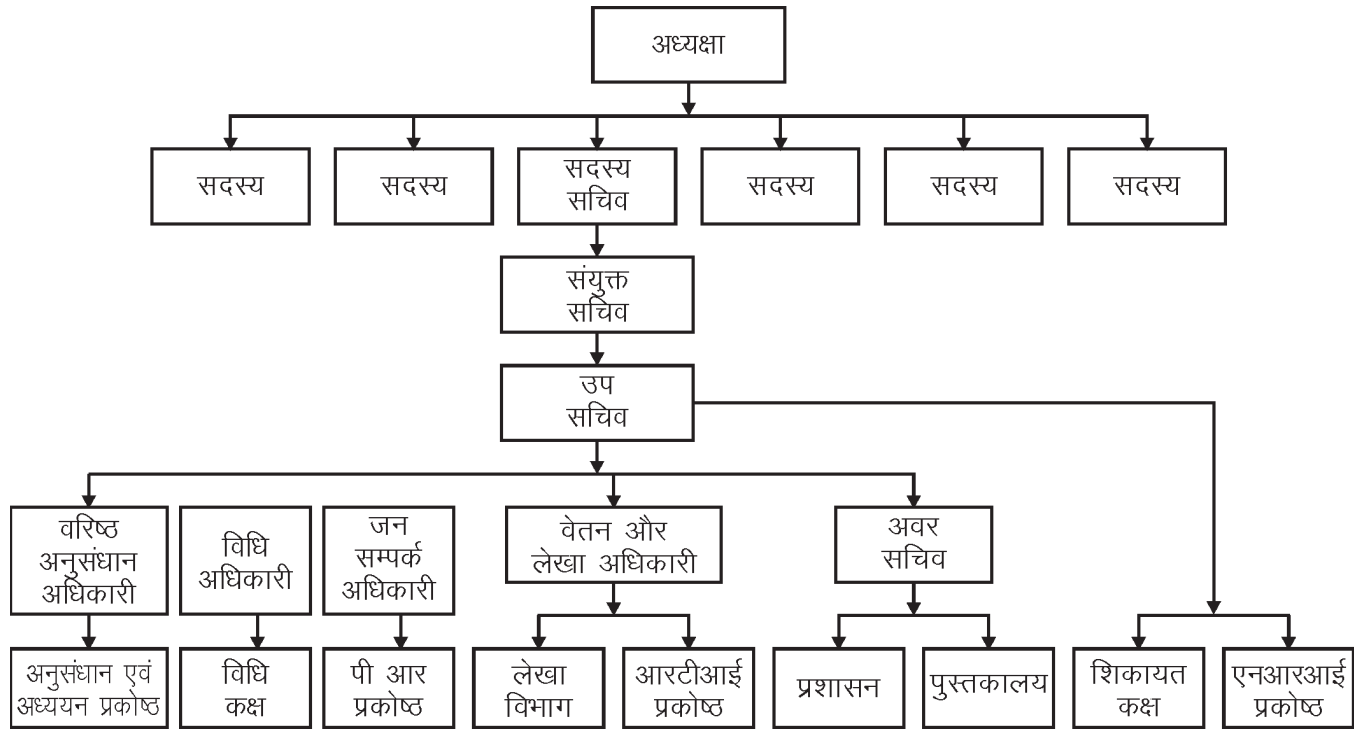 अध्यक्षा
सदस्य
सदस्य
सदस्य
सचिव
सदस्य
सदस्य
सदस्य
संयुक्त
सचिव
उप
सचिव
वरिष्ठ
अनुसंधान
अधिकारी
विधि
अधिकारी
जन
सम्पर्क
अधिकारी
वेतन और
लेखा अधिकारी
अवर
सचिव
अनुसंधान एवं
अध्ययन प्रकोष्ठ
विधि
कक्ष
पी आर
प्रकोष्ठ
लेखा
विभाग
आरटीआई
प्रकोष्ठ
प्रशासन
पुस्तकालय
शिकायत
कक्ष
एनआरआई
प्रकोष्ठ